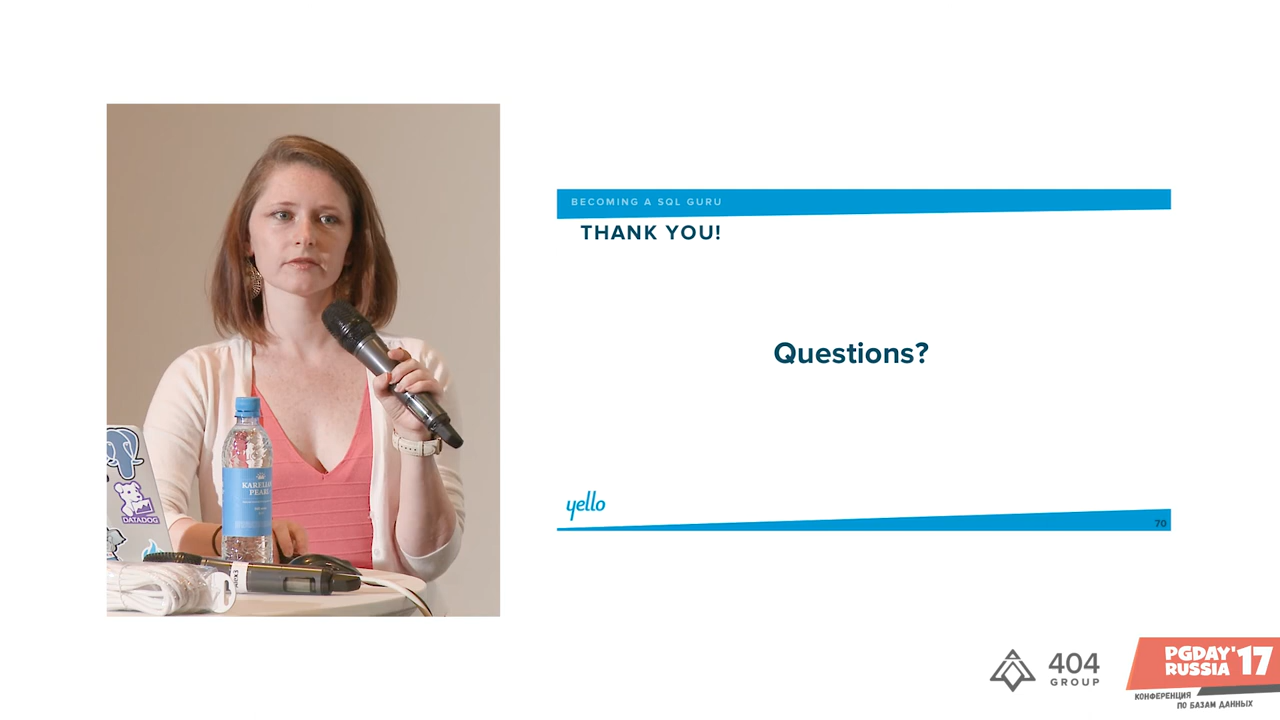 BECOMING A SQL GURU
THANK YOU!
Questions?
yello
70
DATADOG
KARELIA
PEARL
404
GROUP
PGDAY'17
RUSSIA
КОНФЕРЕНЦИЯ
ПО БАЗАМ ДАННЫХ